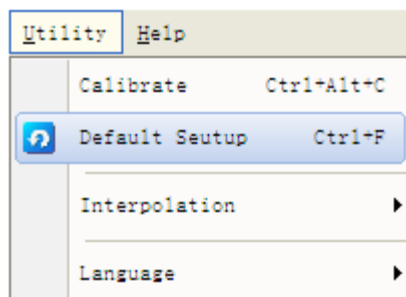 Utility Help
Calibrate Ctrl+Alt+C
Default Seutup Ctrl+F
Interpolation
Language